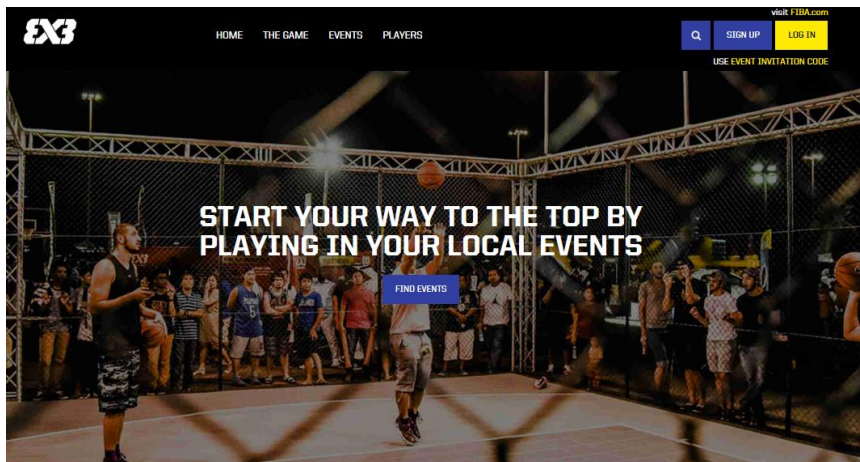 visit FIBA.com
3X3
HOME THE GAME EVENTS PLAYERS
SIGN UP
LOG IN
USE EVENT INVITATION CODE
START YOUR WAY TO THE TOP BY
PLAYING IN YOUR LOCAL EVENTS
FIND EVENTS
5